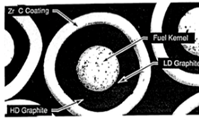 Zr C Coating
Fuel Kernel
LD Graphite
HD Graphite